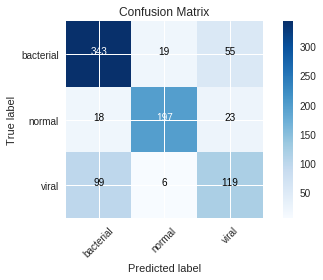 Confusion Matrix
bacterial 343 19 55
normal 18 197 23
viral 99 6 119
bacterial normal viral
True label
Predicted label
300
250
200
150
100
50